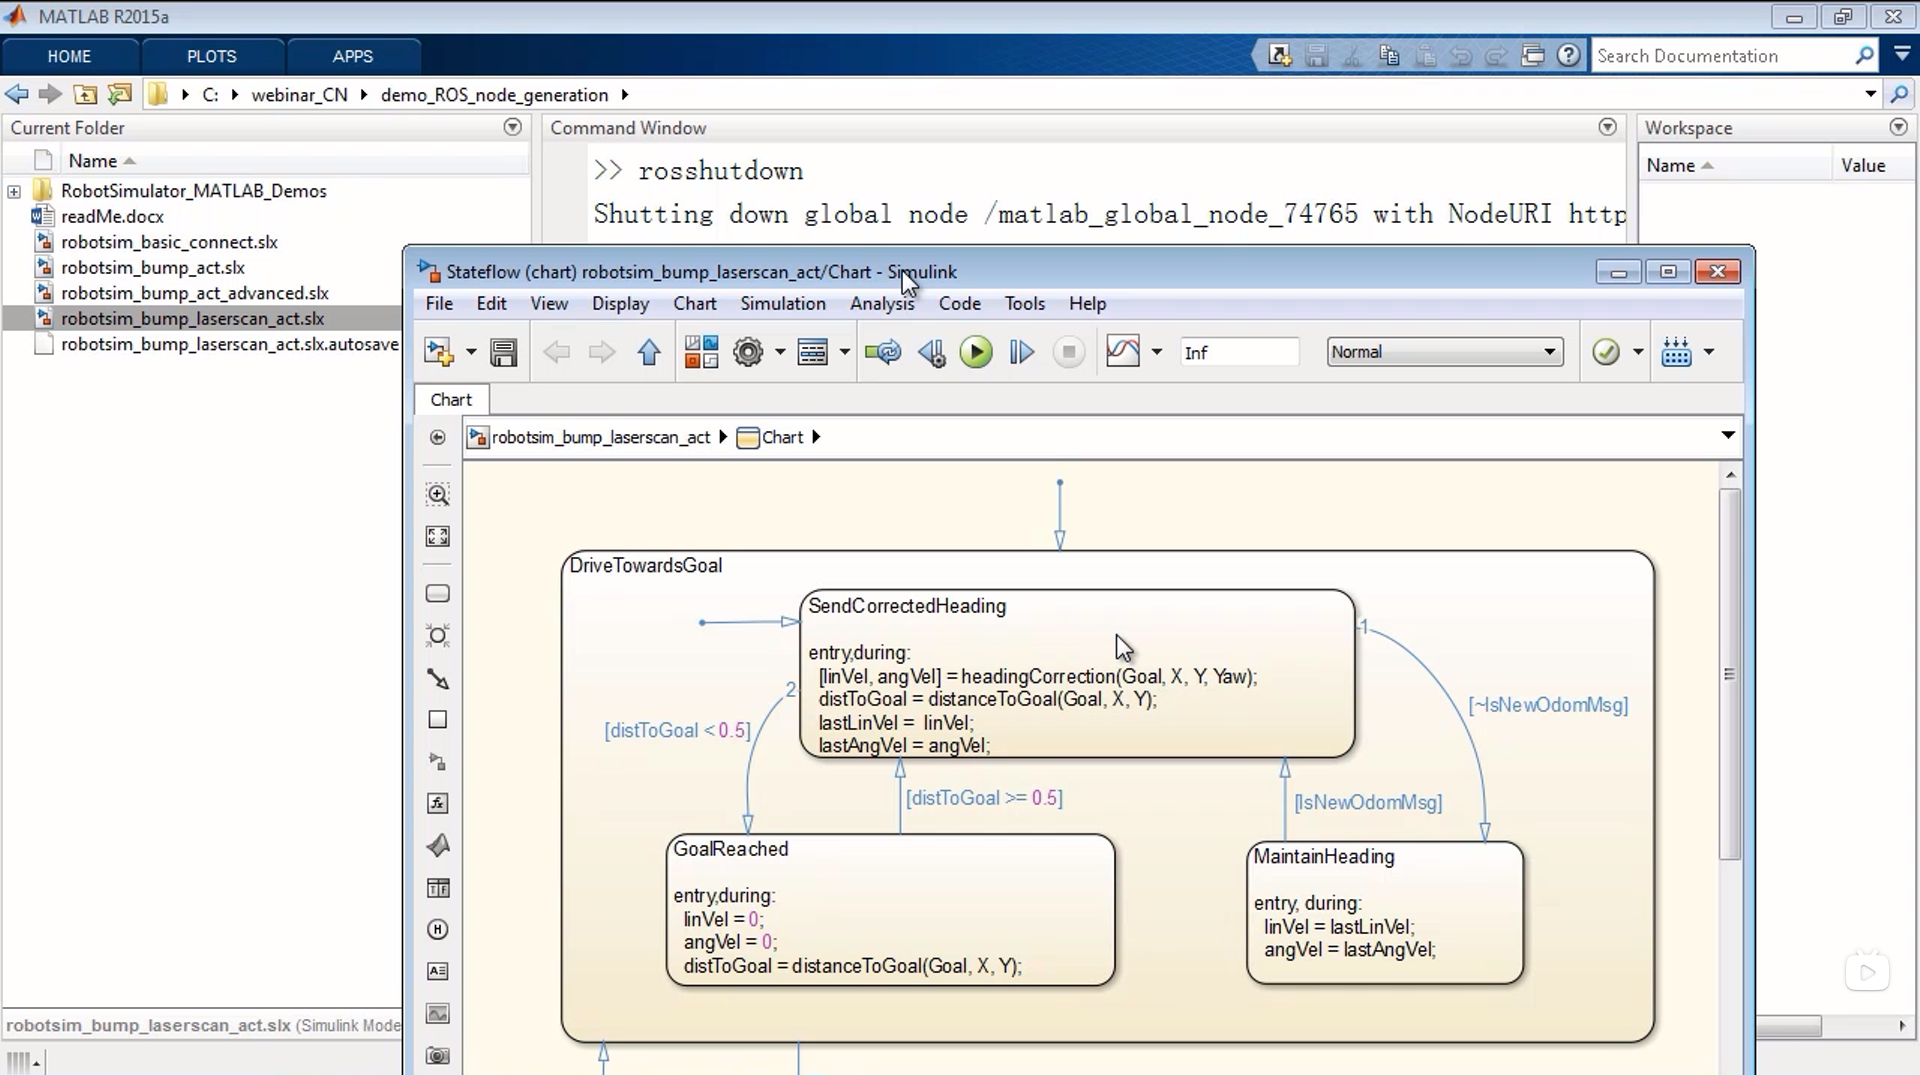 MATLAB R2015a
HOME
PLOTS
APPS
Search Documentation
C:
webinar_CN
demo_ROS_node_generation
Current Folder
Command Window
Workspace
Name
Name
Value
>> rosshutdown
Shutting down global node /matlab_global_node_74765 with NodeURI http
RobotSimulator_MATLAB_Demos
readMe.docx
robotsim_basic_connect.slx
robotsim_bump_act.slx
robotsim_bump_act_advanced.slx
robotsim_bump_laserscan_act.slx
robotsim_bump_laserscan_act.slx.autosave
Stateflow (chart) robotsim_bump_laserscan_act/Chart - Simulink
File Edit View Display Chart Simulation Analysis Code Tools Help
Inf
Normal
Chart
robotsim_bump_laserscan_act
Chart
DriveTowardsGoal
SendCorrectedHeading
entry,during:
[linVel, angVel] = headingCorrection(Goal, X, Y, Yaw);
distToGoal = distanceToGoal(Goal, X, Y);
lastLinVel = linVel;
lastAngVel = angVel;
1
2
[distToGoal < 0.5]
[~IsNewOdomMsg]
[distToGoal >= 0.5]
[IsNewOdomMsg]
GoalReached
entry,during:
linVel = 0;
angVel = 0;
distToGoal = distanceToGoal(Goal, X, Y);
MaintainHeading
entry, during:
linVel = lastLinVel;
angVel = lastAngVel;
robotsim_bump_laserscan_act.slx (Simulink Mode